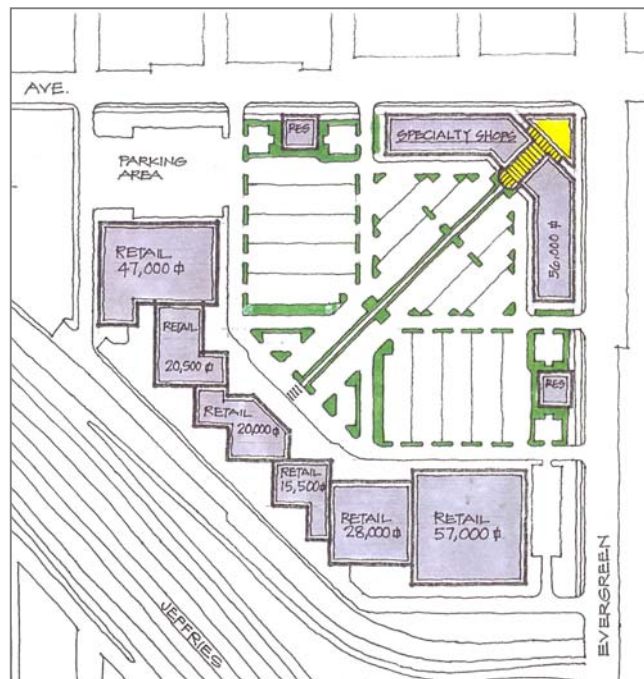 AVE.
PARKING
AREA
RES
SPECIALTY SHOPS
56,000 ⌀
RETAIL
47,000 ⌀
RETAIL
20,500 ⌀
RETAIL
20,000 ⌀
RETAIL
15,500 ⌀
RETAIL
28,000 ⌀
RETAIL
57,000 ⌀
RES
JEFFRIES
EVERGREEN